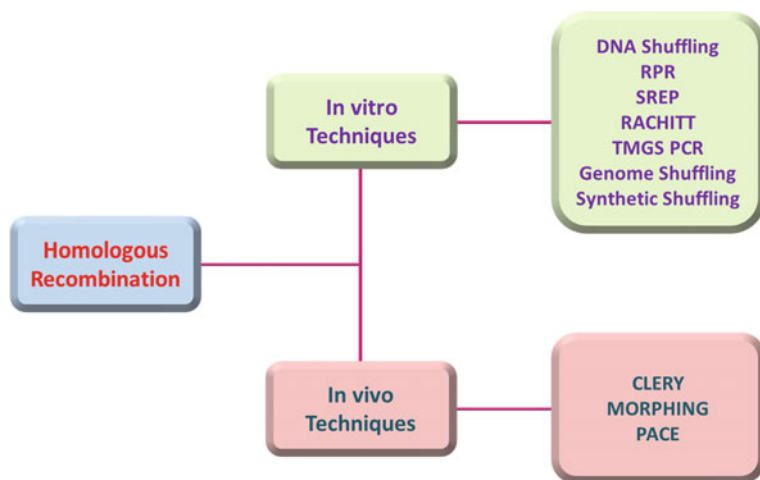 Homologous
Recombination
In vitro
Techniques
DNA Shuffling
RPR
SREP
RACHITT
TMGS PCR
Genome Shuffling
Synthetic Shuffling
In vivo
Techniques
CLERY
MORPHING
PACE